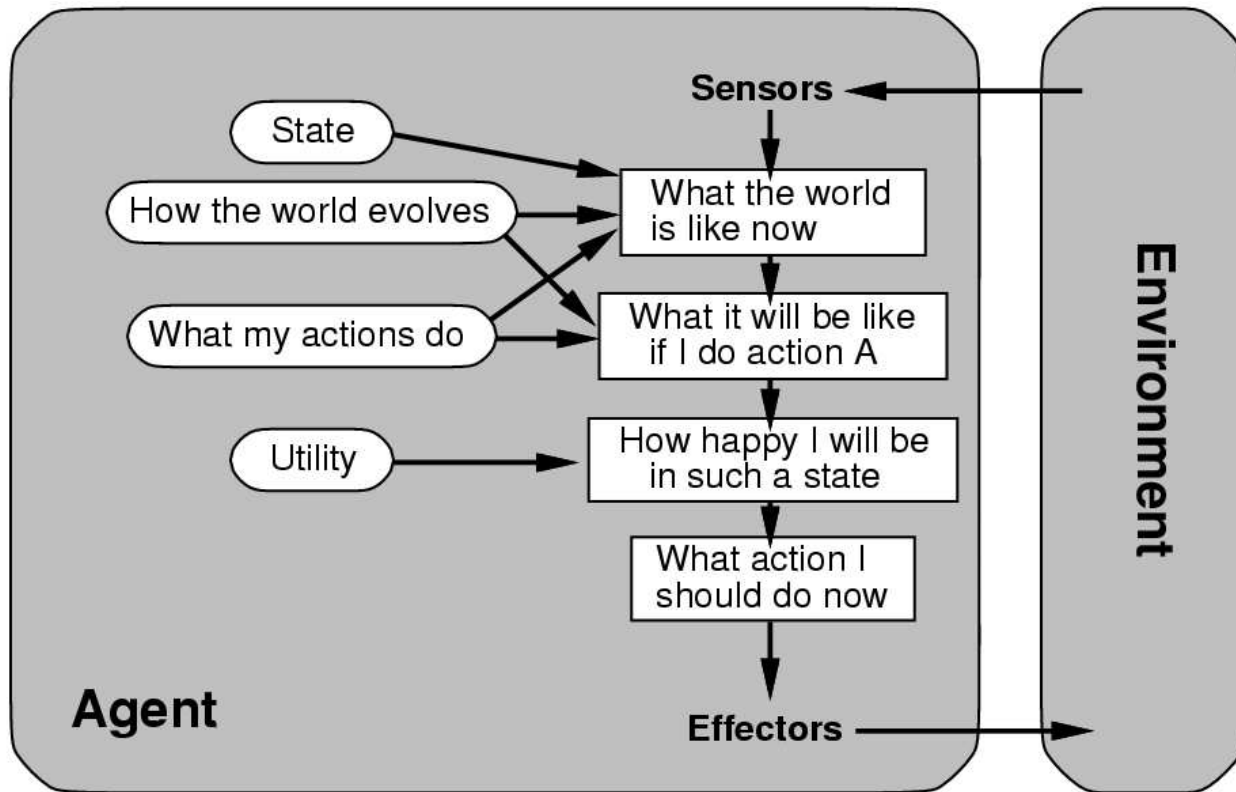 Sensors
State
What the world
is like now
How the world evolves
What my actions do
What it will be like
if I do action A
Utility
How happy I will be
in such a state
What action I
should do now
Effectors
Agent
Environment